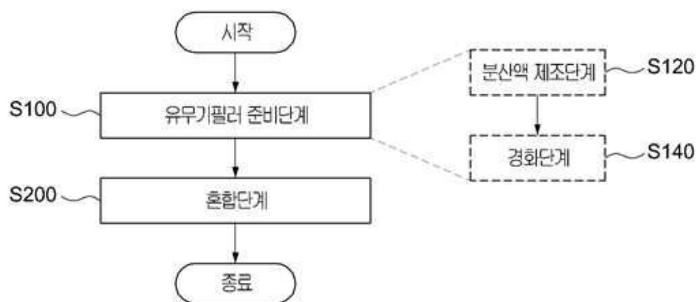 시작
분산액 제조단계
S120
S100
유무기필러 준비단계
경화단계
S140
S200
혼합단계
종료